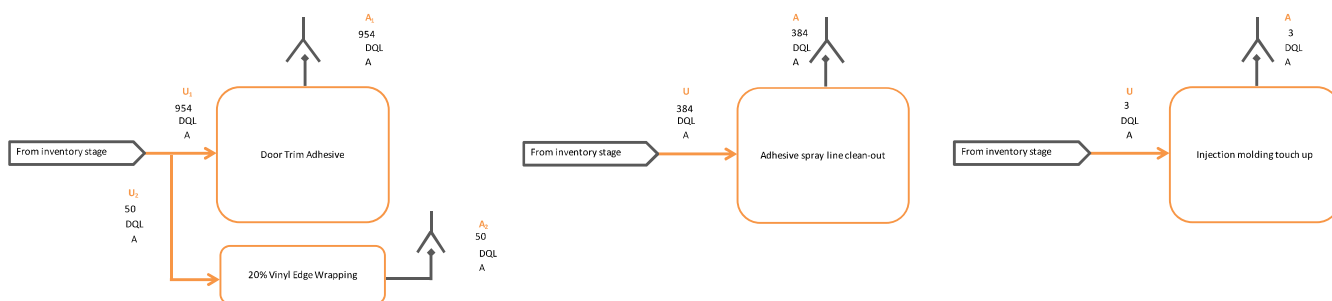 A₁
954
DQL
A
U₁
954
DQL
A
From inventory stage
Door Trim Adhesive
U₂
50
DQL
A
A₂
50
DQL
A
20% Vinyl Edge Wrapping
A
384
DQL
A
U
384
DQL
A
From inventory stage
Adhesive spray line clean-out
A
3
DQL
A
U
3
DQL
A
From inventory stage
Injection molding touch up